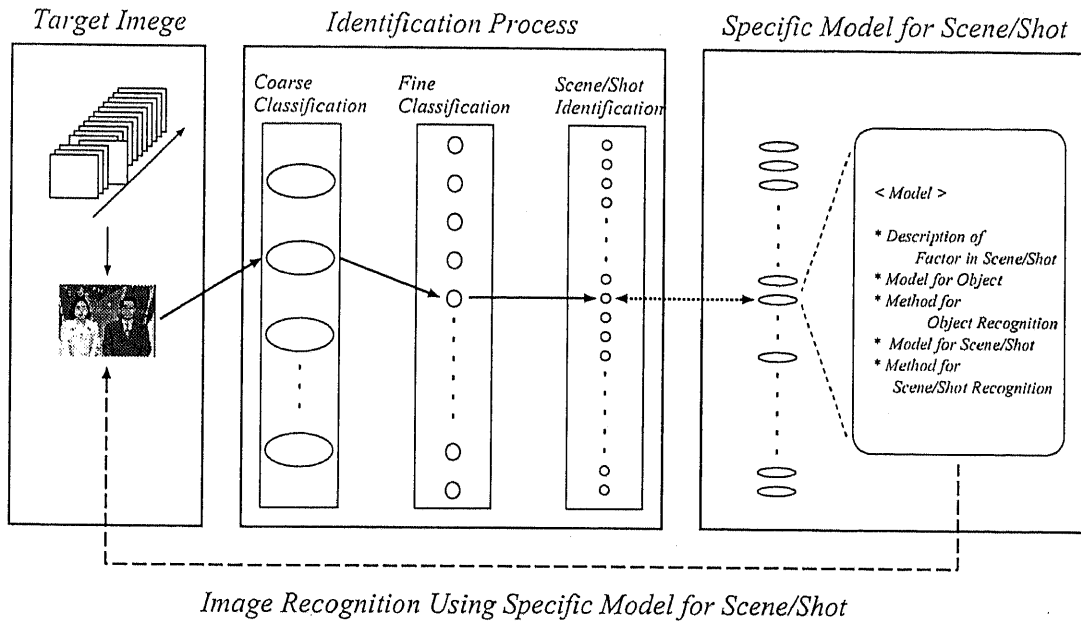 Target Imege
Identification Process
Specific Model for Scene/Shot
Coarse
Classification
Fine
Classification
Scene/Shot
Identification
< Model >
* Description of
Factor in Scene/Shot
* Model for Object
* Method for
Object Recognition
* Model for Scene/Shot
* Method for
Scene/Shot Recognition
Image Recognition Using Specific Model for Scene/Shot